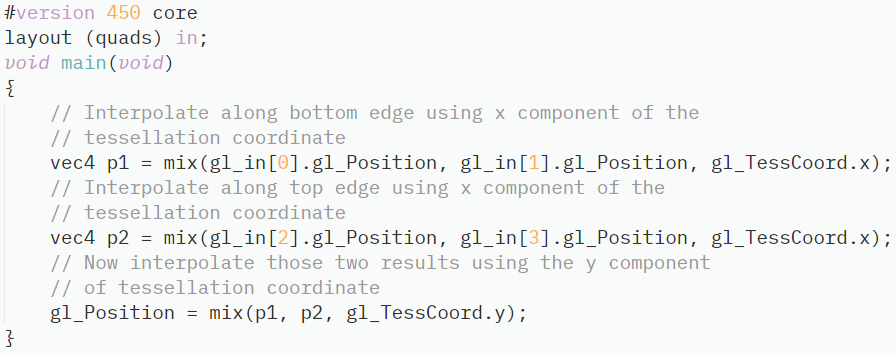 #version 450 core
layout (quads) in;
void main(void)
{
    // Interpolate along bottom edge using x component of the
    // tessellation coordinate
    vec4 p1 = mix(gl_in[0].gl_Position, gl_in[1].gl_Position, gl_TessCoord.x);
    // Interpolate along top edge using x component of the
    // tessellation coordinate
    vec4 p2 = mix(gl_in[2].gl_Position, gl_in[3].gl_Position, gl_TessCoord.x);
    // Now interpolate those two results using the y component
    // of tessellation coordinate
    gl_Position = mix(p1, p2, gl_TessCoord.y);
}